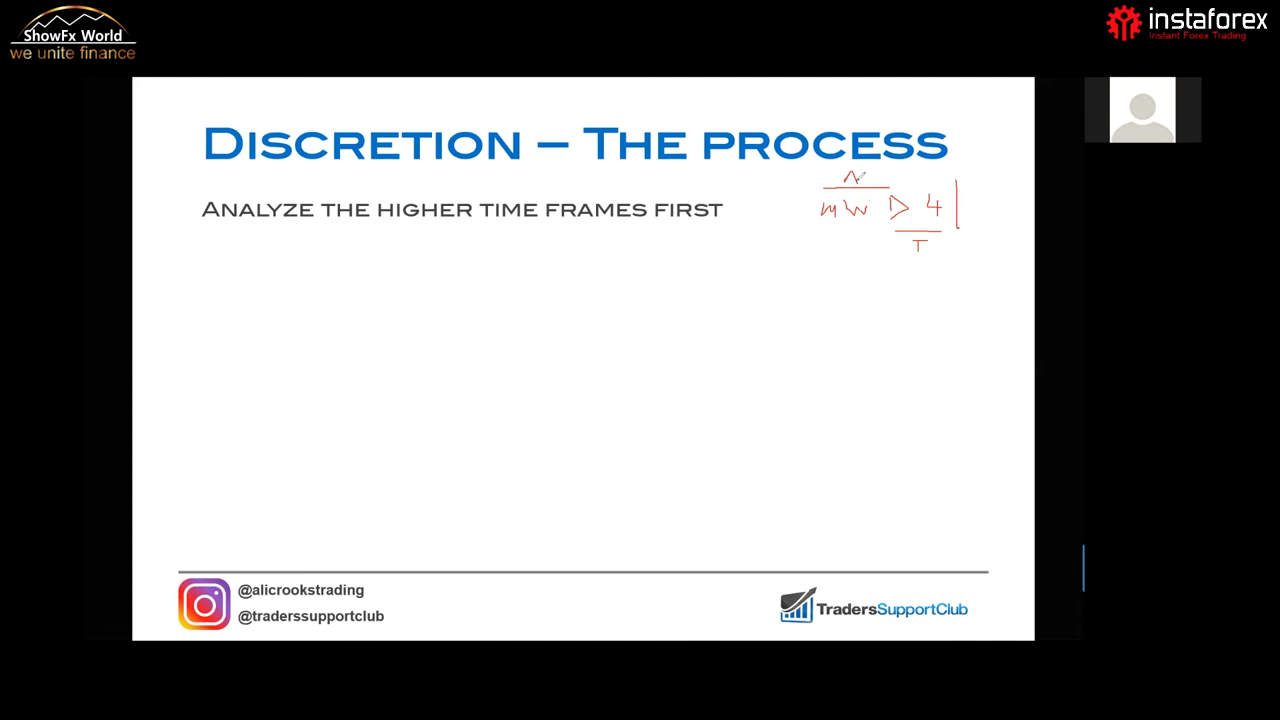 ShowFx World
we unite finance
instaforex
Instant Forex Trading
DISCRETION – THE PROCESS
ANALYZE THE HIGHER TIME FRAMES FIRST
M W D 4
T
@alicrookstrading
@traderssupportclub
TradersSupportClub